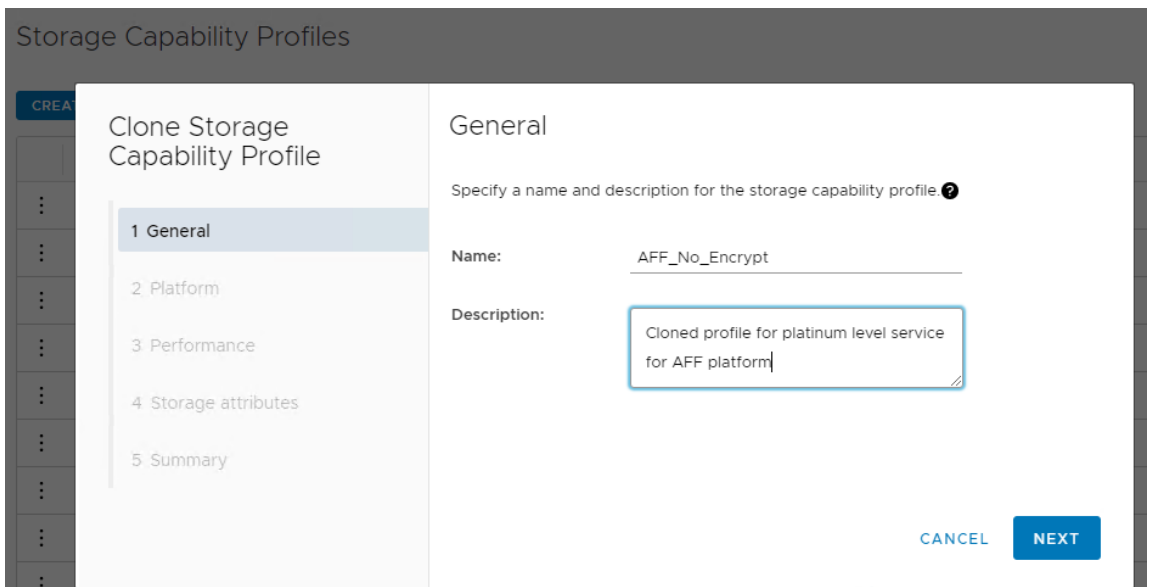 Storage Capability Profiles
CREAT
Clone Storage
Capability Profile
1 General
2 Platform
3 Performance
4 Storage attributes
5 Summary
General
Specify a name and description for the storage capability profile.?
Name:
AFF_No_Encrypt
Description:
Cloned profile for platinum level service
for AFF platform
CANCEL
NEXT